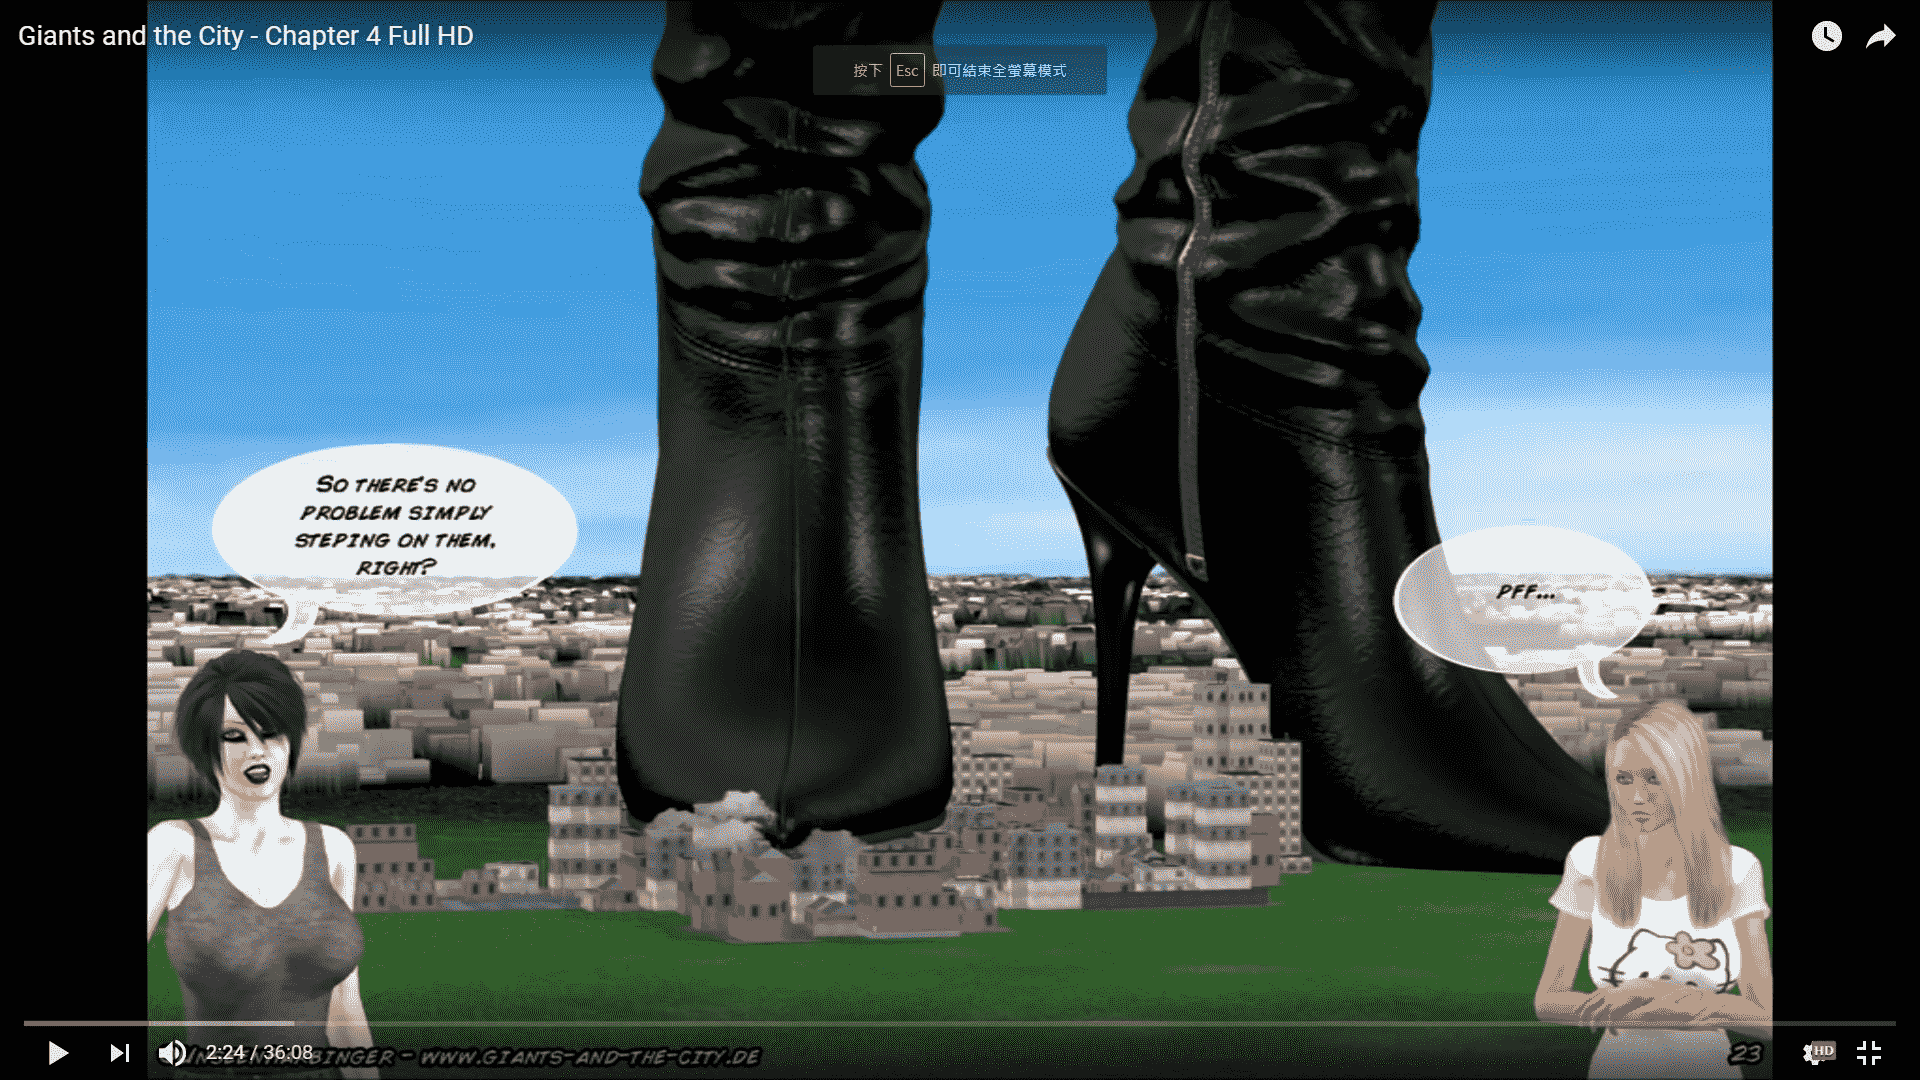 Giants and the City - Chapter 4 Full HD
按下 Esc 即可結束全螢幕模式
SO THERE'S NO
PROBLEM SIMPLY
STEPING ON THEM,
RIGHT?
PFF...
2:24 / 36:08
- WWW.GIANTS-AND-THE-CITY.DE
23
HD